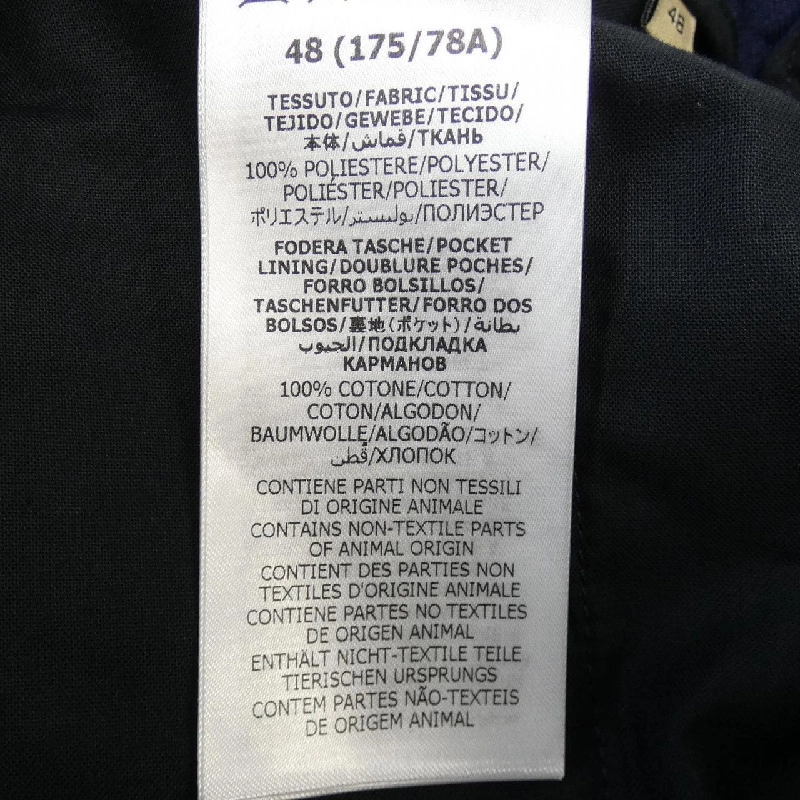 48
48 (175/78A)
TESSUTO/FABRIC/TISSU/
TEJIDO/GEWEBE/TECIDO/
本体/قماش/ТКАНЬ
100% POLIESTERE/POLYESTER/
POLIÉSTER/POLIESTER/
ポリエステル/بوليستر/ПОЛИЭСТЕР
FODERA TASCHE/POCKET
LINING/DOUBLURE POCHES/
FORRO BOLSILLOS/
TASCHENFUTTER/FORRO DOS
BOLSOS/裏地(ポケット)/بطانة
الجيوب/ПОДКЛАДКА
КАРМАНОВ
100% COTONE/COTTON/
COTON/ALGODON/
BAUMWOLLE/ALGODÃO/コットン/
قطن/ХЛОПОК
CONTIENE PARTI NON TESSILI
DI ORIGINE ANIMALE
CONTAINS NON-TEXTILE PARTS
OF ANIMAL ORIGIN
CONTIENT DES PARTIES NON
TEXTILES D'ORIGINE ANIMALE
CONTIENE PARTES NO TEXTILES
DE ORIGEN ANIMAL
ENTHÄLT NICHT-TEXTILE TEILE
TIERISCHEN URSPRUNGS
CONTEM PARTES NÃO-TEXTEIS
DE ORIGEM ANIMAL